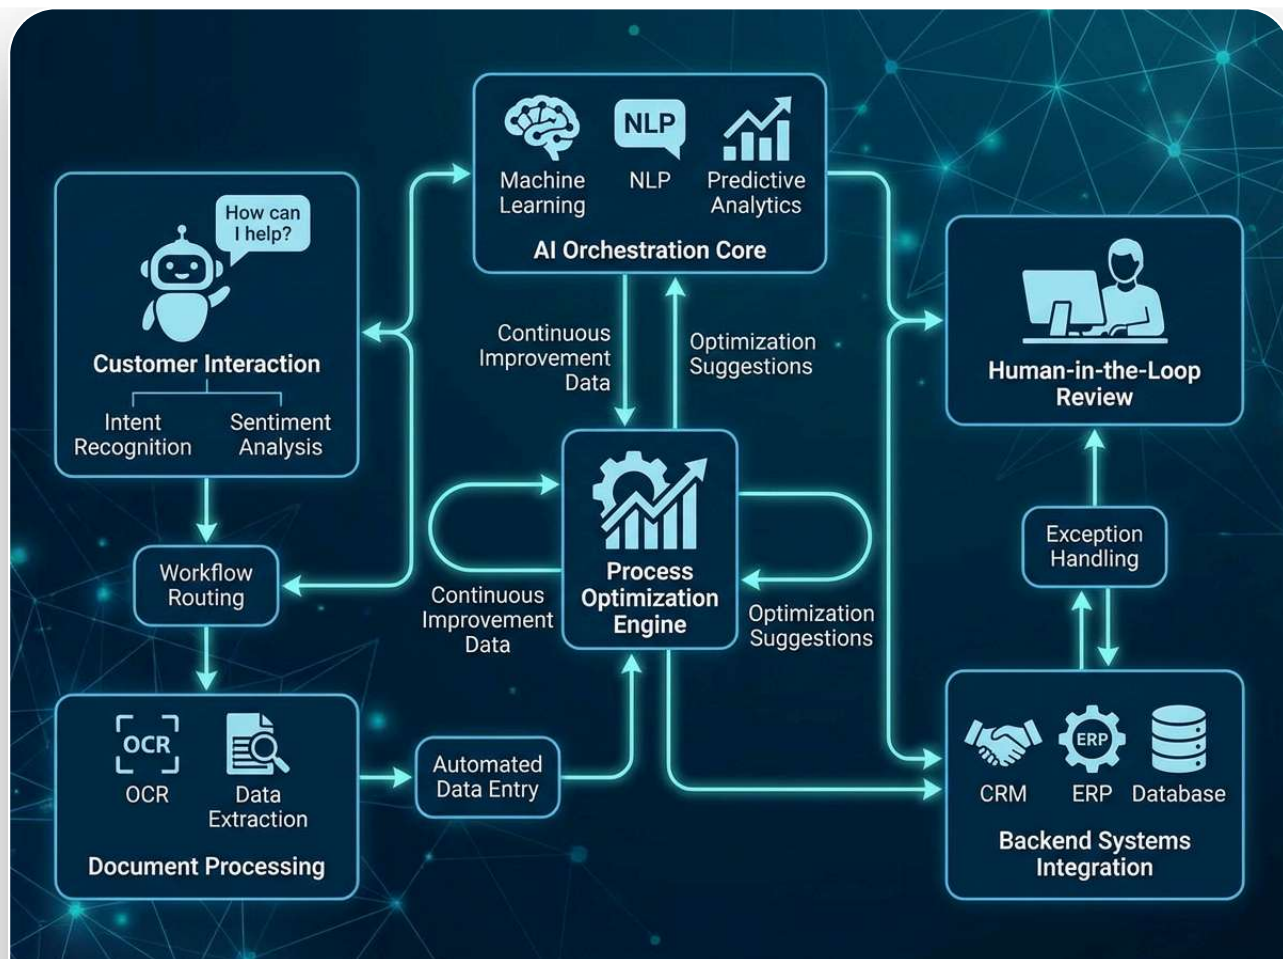 NLP
Machine
Learning
NLP
Predictive
Analytics
AI Orchestration Core
How can
I help?
Customer Interaction
Intent
Recognition
Sentiment
Analysis
Continuous
Improvement
Data
Optimization
Suggestions
Human-in-the-Loop
Review
Workflow
Routing
Process
Optimization
Engine
Continuous
Improvement
Data
Optimization
Suggestions
Exception
Handling
OCR
OCR
Data
Extraction
Document Processing
Automated
Data Entry
ERP
CRM
ERP
Database
Backend Systems
Integration